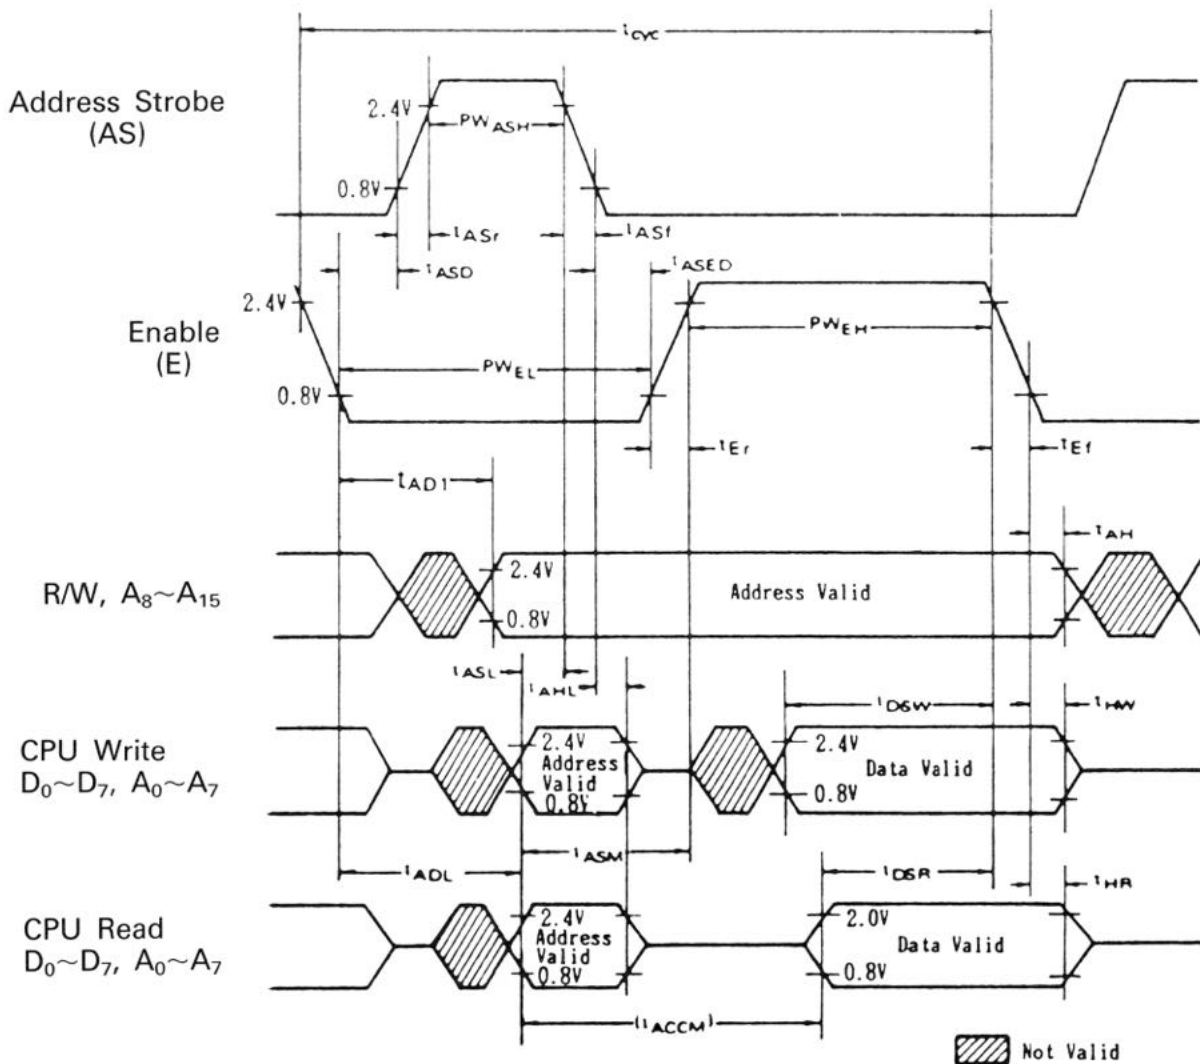 tcyc
Address Strobe
(AS)
2.4V
PWASH
0.8V
tASr
tASf
tASD
tASED
Enable
(E)
2.4V
PWEH
PWEL
0.8V
tEr
tEf
tAD1
tAH
R/W, A8~A15
2.4V
Address Valid
0.8V
tASL
tAHL
tDSW
tHW
CPU Write
D0~D7, A0~A7
2.4V
Address
Valid
0.8V
2.4V
Data Valid
0.8V
tASM
tADL
tDSR
tHR
CPU Read
D0~D7, A0~A7
2.4V
Address
Valid
0.8V
2.0V
Data Valid
0.8V
(tACCM)
Not Valid